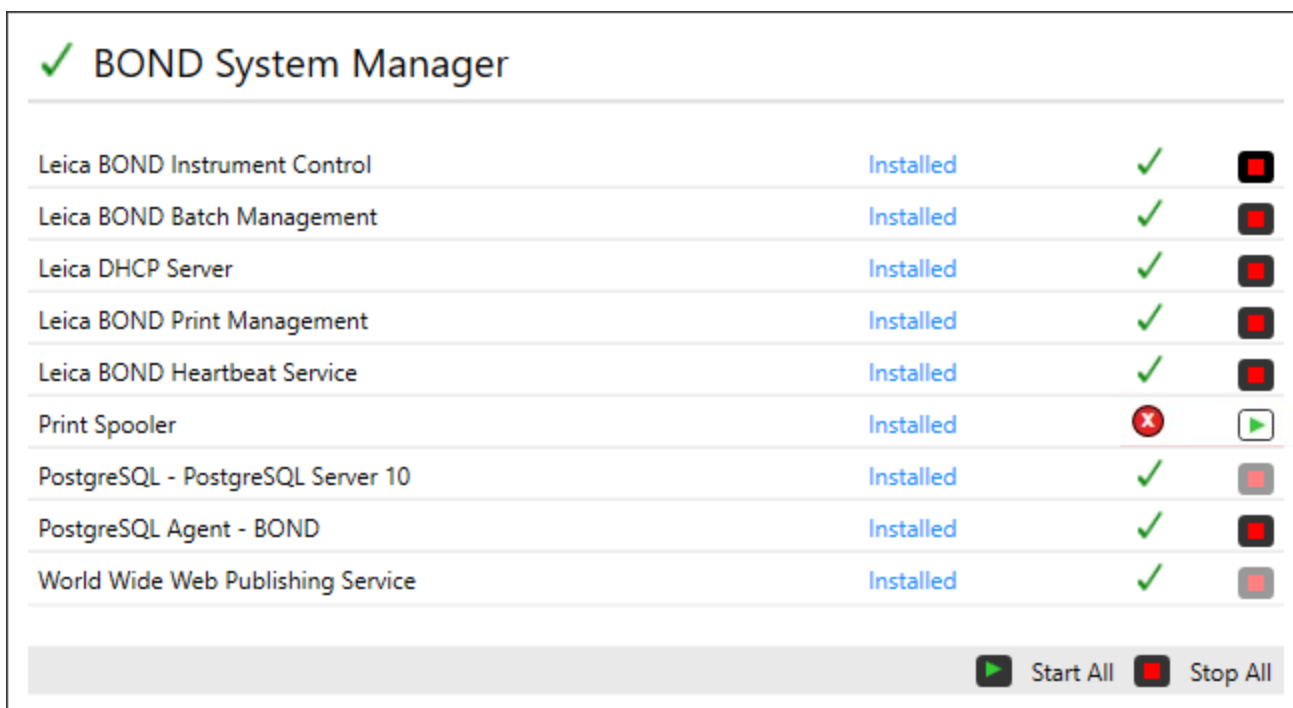 BOND System Manager
Leica BOND Instrument Control Installed
Leica BOND Batch Management Installed
Leica DHCP Server Installed
Leica BOND Print Management Installed
Leica BOND Heartbeat Service Installed
Print Spooler Installed
PostgreSQL - PostgreSQL Server 10 Installed
PostgreSQL Agent - BOND Installed
World Wide Web Publishing Service Installed
Start All Stop All